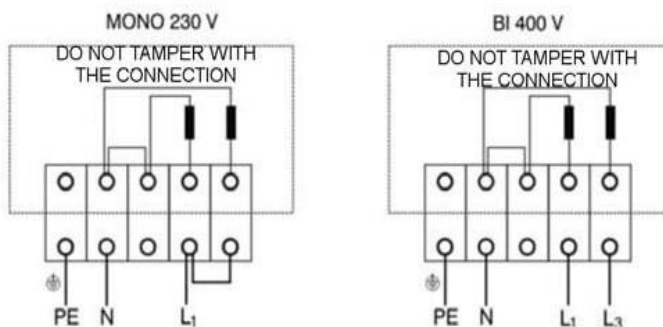 MONO 230 V
DO NOT TAMPER WITH
THE CONNECTION
PE N L₁
BI 400 V
DO NOT TAMPER WITH
THE CONNECTION
PE N L₁ L₃